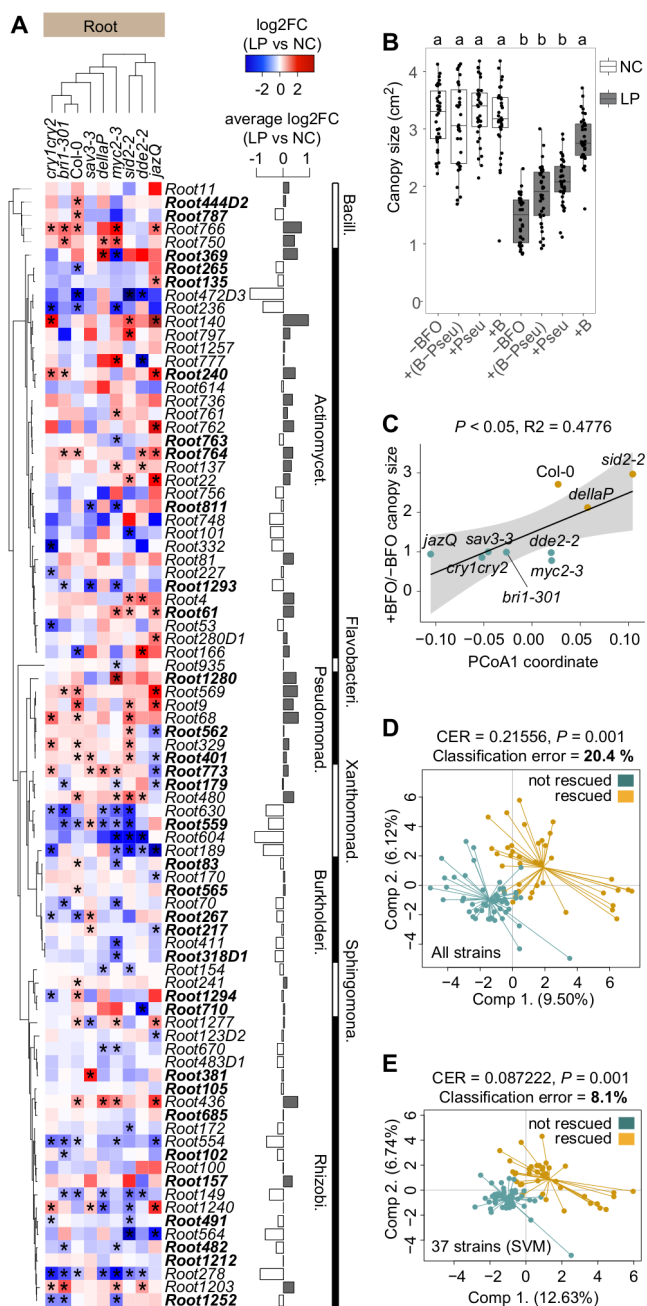 A
Root
log2FC
(LP vs NC)
-2 0 2
average log2FC
(LP vs NC)
-1 0 1
cry1cry2
bri1-301
Col-0
sav3-3
dellaP
myc2-3
sid2-2
dde2-2
jazQ
Root11
Root444D2
Root787
Root766
Root750
Root369
Root265
Root135
Root472D3
Root236
Root140
Root797
Root1257
Root777
Root240
Root614
Root736
Root761
Root762
Root763
Root764
Root137
Root22
Root756
Root811
Root748
Root101
Root332
Root81
Root227
Root1293
Root4
Root61
Root53
Root280D1
Root166
Root935
Root1280
Root569
Root9
Root68
Root562
Root329
Root401
Root773
Root179
Root480
Root630
Root559
Root604
Root189
Root83
Root170
Root565
Root70
Root267
Root217
Root411
Root318D1
Root154
Root241
Root1294
Root710
Root1277
Root123D2
Root670
Root483D1
Root381
Root105
Root436
Root685
Root172
Root554
Root102
Root100
Root157
Root149
Root1240
Root491
Root564
Root482
Root1212
Root278
Root1203
Root1252
Bacill.
Actinomycet.
Flavobacteri.
Pseudomonad.
Xanthomonad.
Burkholderi.
Sphingomona.
Rhizobi.
B
a a a a b b b a
NC
LP
Canopy size (cm2)
4
3
2
1
0
−BFO
+(B−Pseu)
+Pseu
+B
−BFO
+(B−Pseu)
+Pseu
+B
C
P < 0.05, R2 = 0.4776
+BFO/−BFO canopy size
3
2
1
0
sid2-2
Col-0
dellaP
jazQ
sav3-3
dde2-2
cry1cry2
myc2-3
bri1-301
-0.10 -0.05 0.00 0.05 0.10
PCoA1 coordinate
D
CER = 0.21556, P = 0.001
Classification error = 20.4 %
not rescued
rescued
Comp 2. (6.12%)
6
4
2
0
−2
−4
All strains
−4 −2 0 2 4 6
Comp 1. (9.50%)
E
CER = 0.087222, P = 0.001
Classification error = 8.1%
not rescued
rescued
Comp 2. (6.74%)
6
4
2
0
−2
−4
37 strains (SVM)
−4 −2 0 2 4 6
Comp 1. (12.63%)